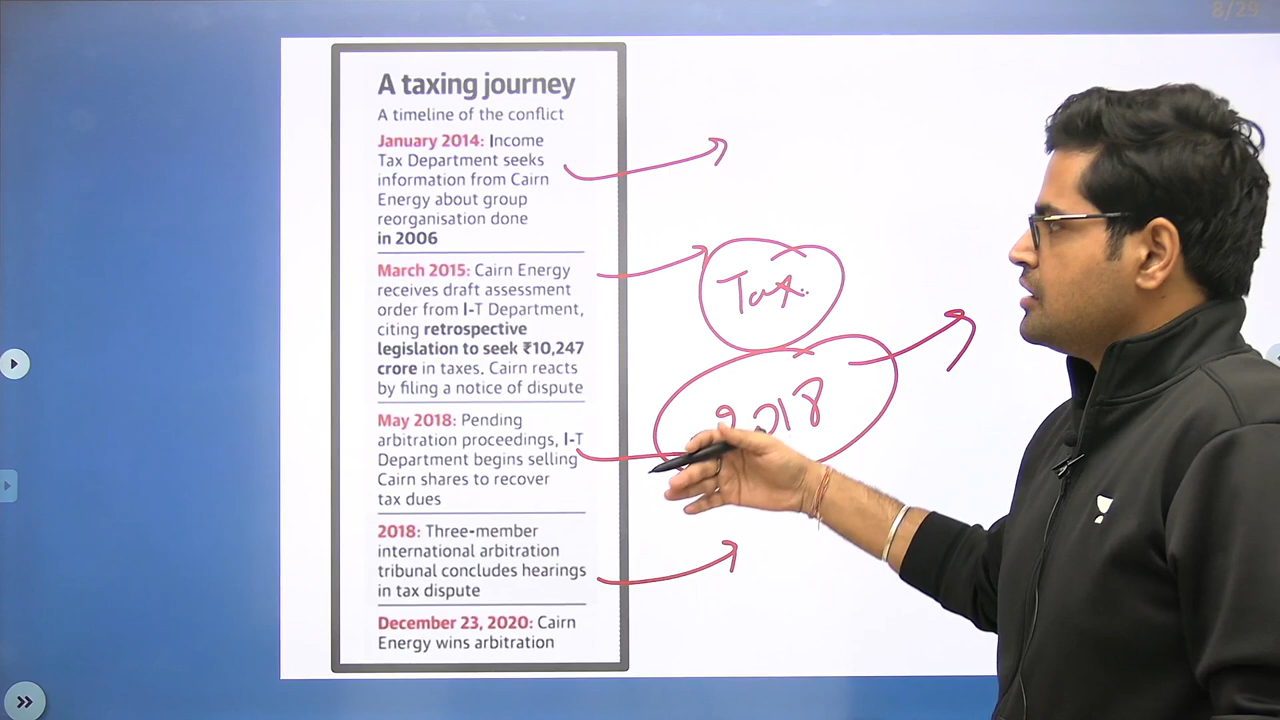 8/29
A taxing journey
A timeline of the conflict
January 2014: Income
Tax Department seeks
information from Cairn
Energy about group
reorganisation done
in 2006
March 2015: Cairn Energy
receives draft assessment
order from I-T Department,
citing retrospective
legislation to seek ₹10,247
crore in taxes. Cairn reacts
by filing a notice of dispute
May 2018: Pending
arbitration proceedings, I-T
Department begins selling
Cairn shares to recover
tax dues
2018: Three-member
international arbitration
tribunal concludes hearings
in tax dispute
December 23, 2020: Cairn
Energy wins arbitration
Tax.
2018